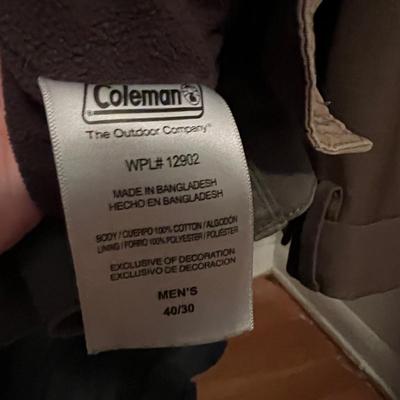 Coleman
The Outdoor Company®
WPL# 12902
MADE IN BANGLADESH
HECHO EN BANGLADESH
BODY / CUERPO 100% COTTON / ALGODÓN
LINING / FORRO 100% POLYESTER / POLIÉSTER
EXCLUSIVE OF DECORATION
EXCLUSIVO DE DECORACION
MEN'S
40/30